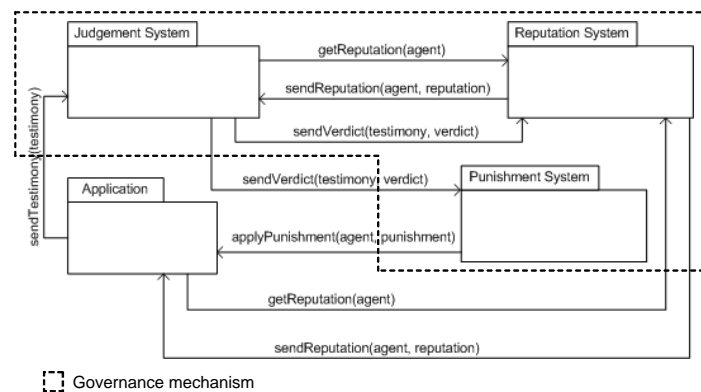 Judgement System
Reputation System
getReputation(agent)
sendReputation(agent, reputation)
sendVerdict(testimony, verdict)
sendTestimony(testimony)
Application
sendVerdict(testimony, verdict)
Punishment System
applyPunishment(agent, punishment)
getReputation(agent)
sendReputation(agent, reputation)
Governance mechanism